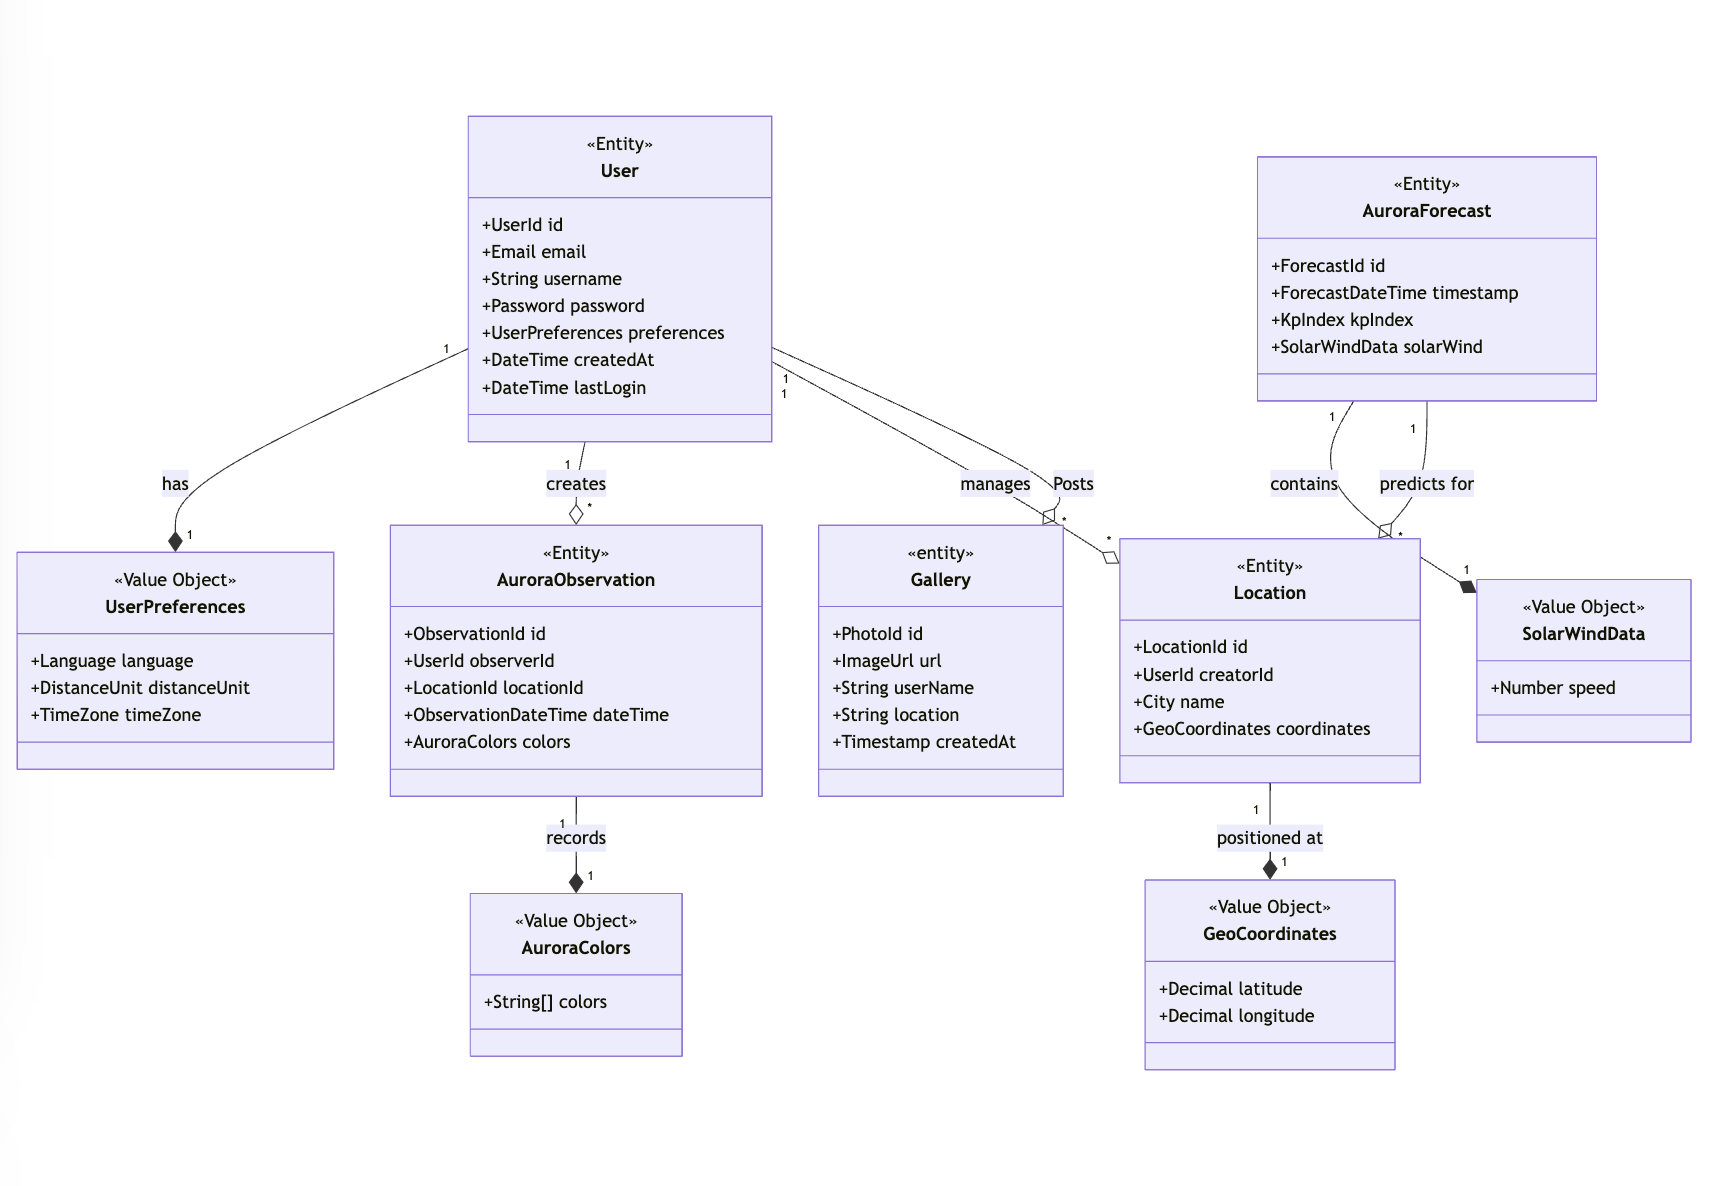 «Entity»
User
+UserId id
+Email email
+String username
+Password password
+UserPreferences preferences
+DateTime createdAt
+DateTime lastLogin
«Entity»
AuroraForecast
+ForecastId id
+ForecastDateTime timestamp
+KpIndex kpIndex
+SolarWindData solarWind
1
1
1
1
1
1
has
creates
manages
Posts
contains
predicts for
1
*
*
*
*
1
«Value Object»
UserPreferences
+Language language
+DistanceUnit distanceUnit
+TimeZone timeZone
«Entity»
AuroraObservation
+ObservationId id
+UserId observerId
+LocationId locationId
+ObservationDateTime dateTime
+AuroraColors colors
«entity»
Gallery
+PhotoId id
+ImageUrl url
+String userName
+String location
+Timestamp createdAt
«Entity»
Location
+LocationId id
+UserId creatorId
+City name
+GeoCoordinates coordinates
«Value Object»
SolarWindData
+Number speed
1
records
1
1
positioned at
1
«Value Object»
AuroraColors
+String[] colors
«Value Object»
GeoCoordinates
+Decimal latitude
+Decimal longitude